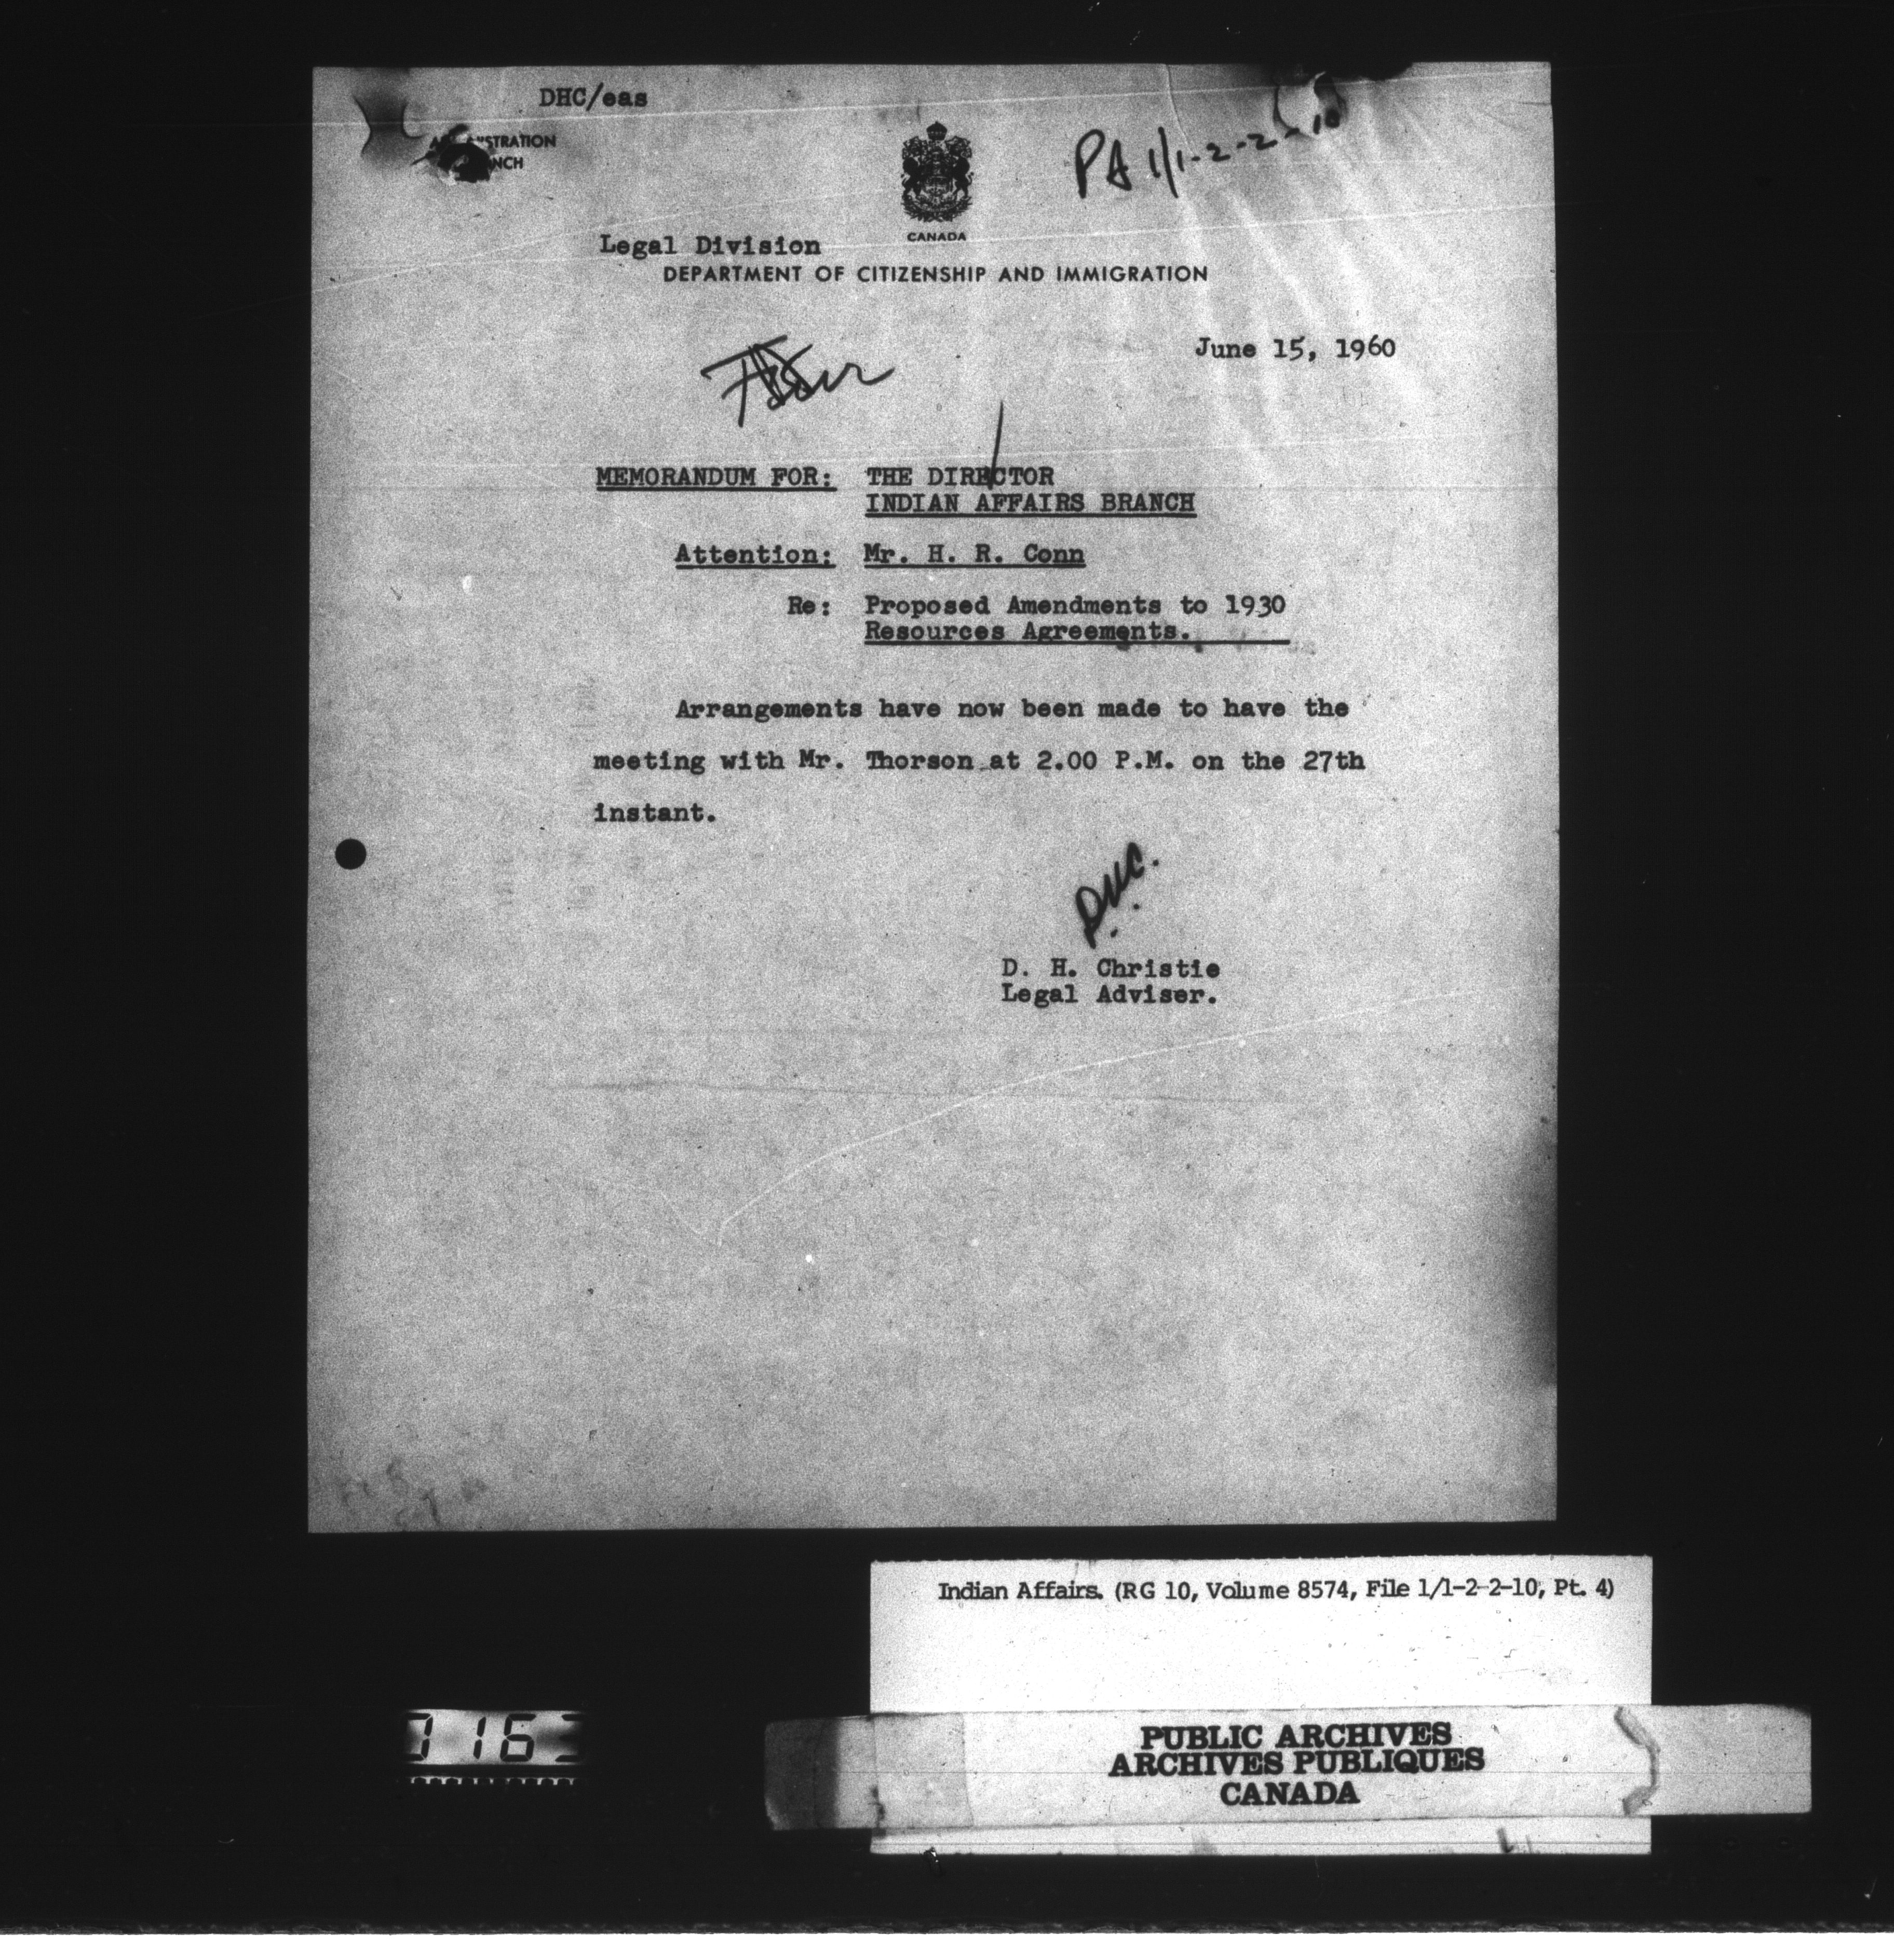 DHC/eas
PA 1/1-2-2-10
CANADA
Legal Division
DEPARTMENT OF CITIZENSHIP AND IMMIGRATION
June 15, 1960
MEMORANDUM FOR: THE DIRECTOR
INDIAN AFFAIRS BRANCH
Attention: Mr. H. R. Conn
Re: Proposed Amendments to 1930
Resources Agreements.
Arrangements have now been made to have the
meeting with Mr. Thorson at 2.00 P.M. on the 27th
instant.
D.H.C.
D. H. Christie
Legal Adviser.
Indian Affairs. (RG 10, Volume 8574, File 1/1-2-2-10, Pt. 4)
PUBLIC ARCHIVES
ARCHIVES PUBLIQUES
CANADA